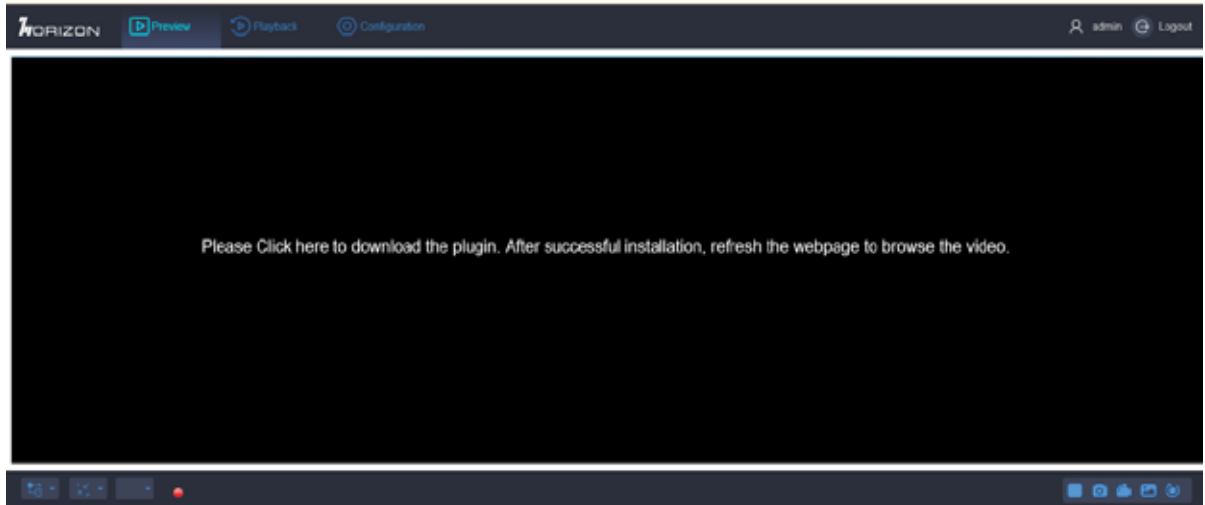 HORIZON Preview Playback Configuration admin Logout
Please Click here to download the plugin. After successful installation, refresh the webpage to browse the video.